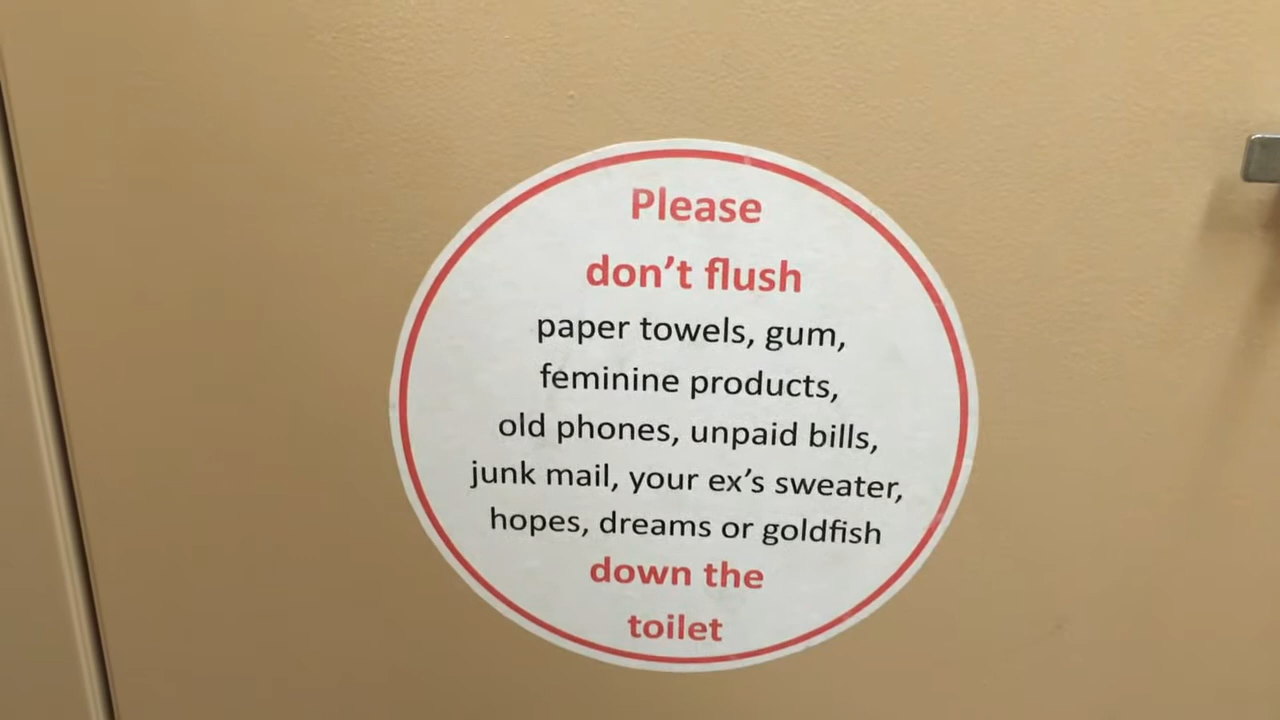 Please
don’t flush
paper towels, gum,
feminine products,
old phones, unpaid bills,
junk mail, your ex’s sweater,
hopes, dreams or goldfish
down the
toilet